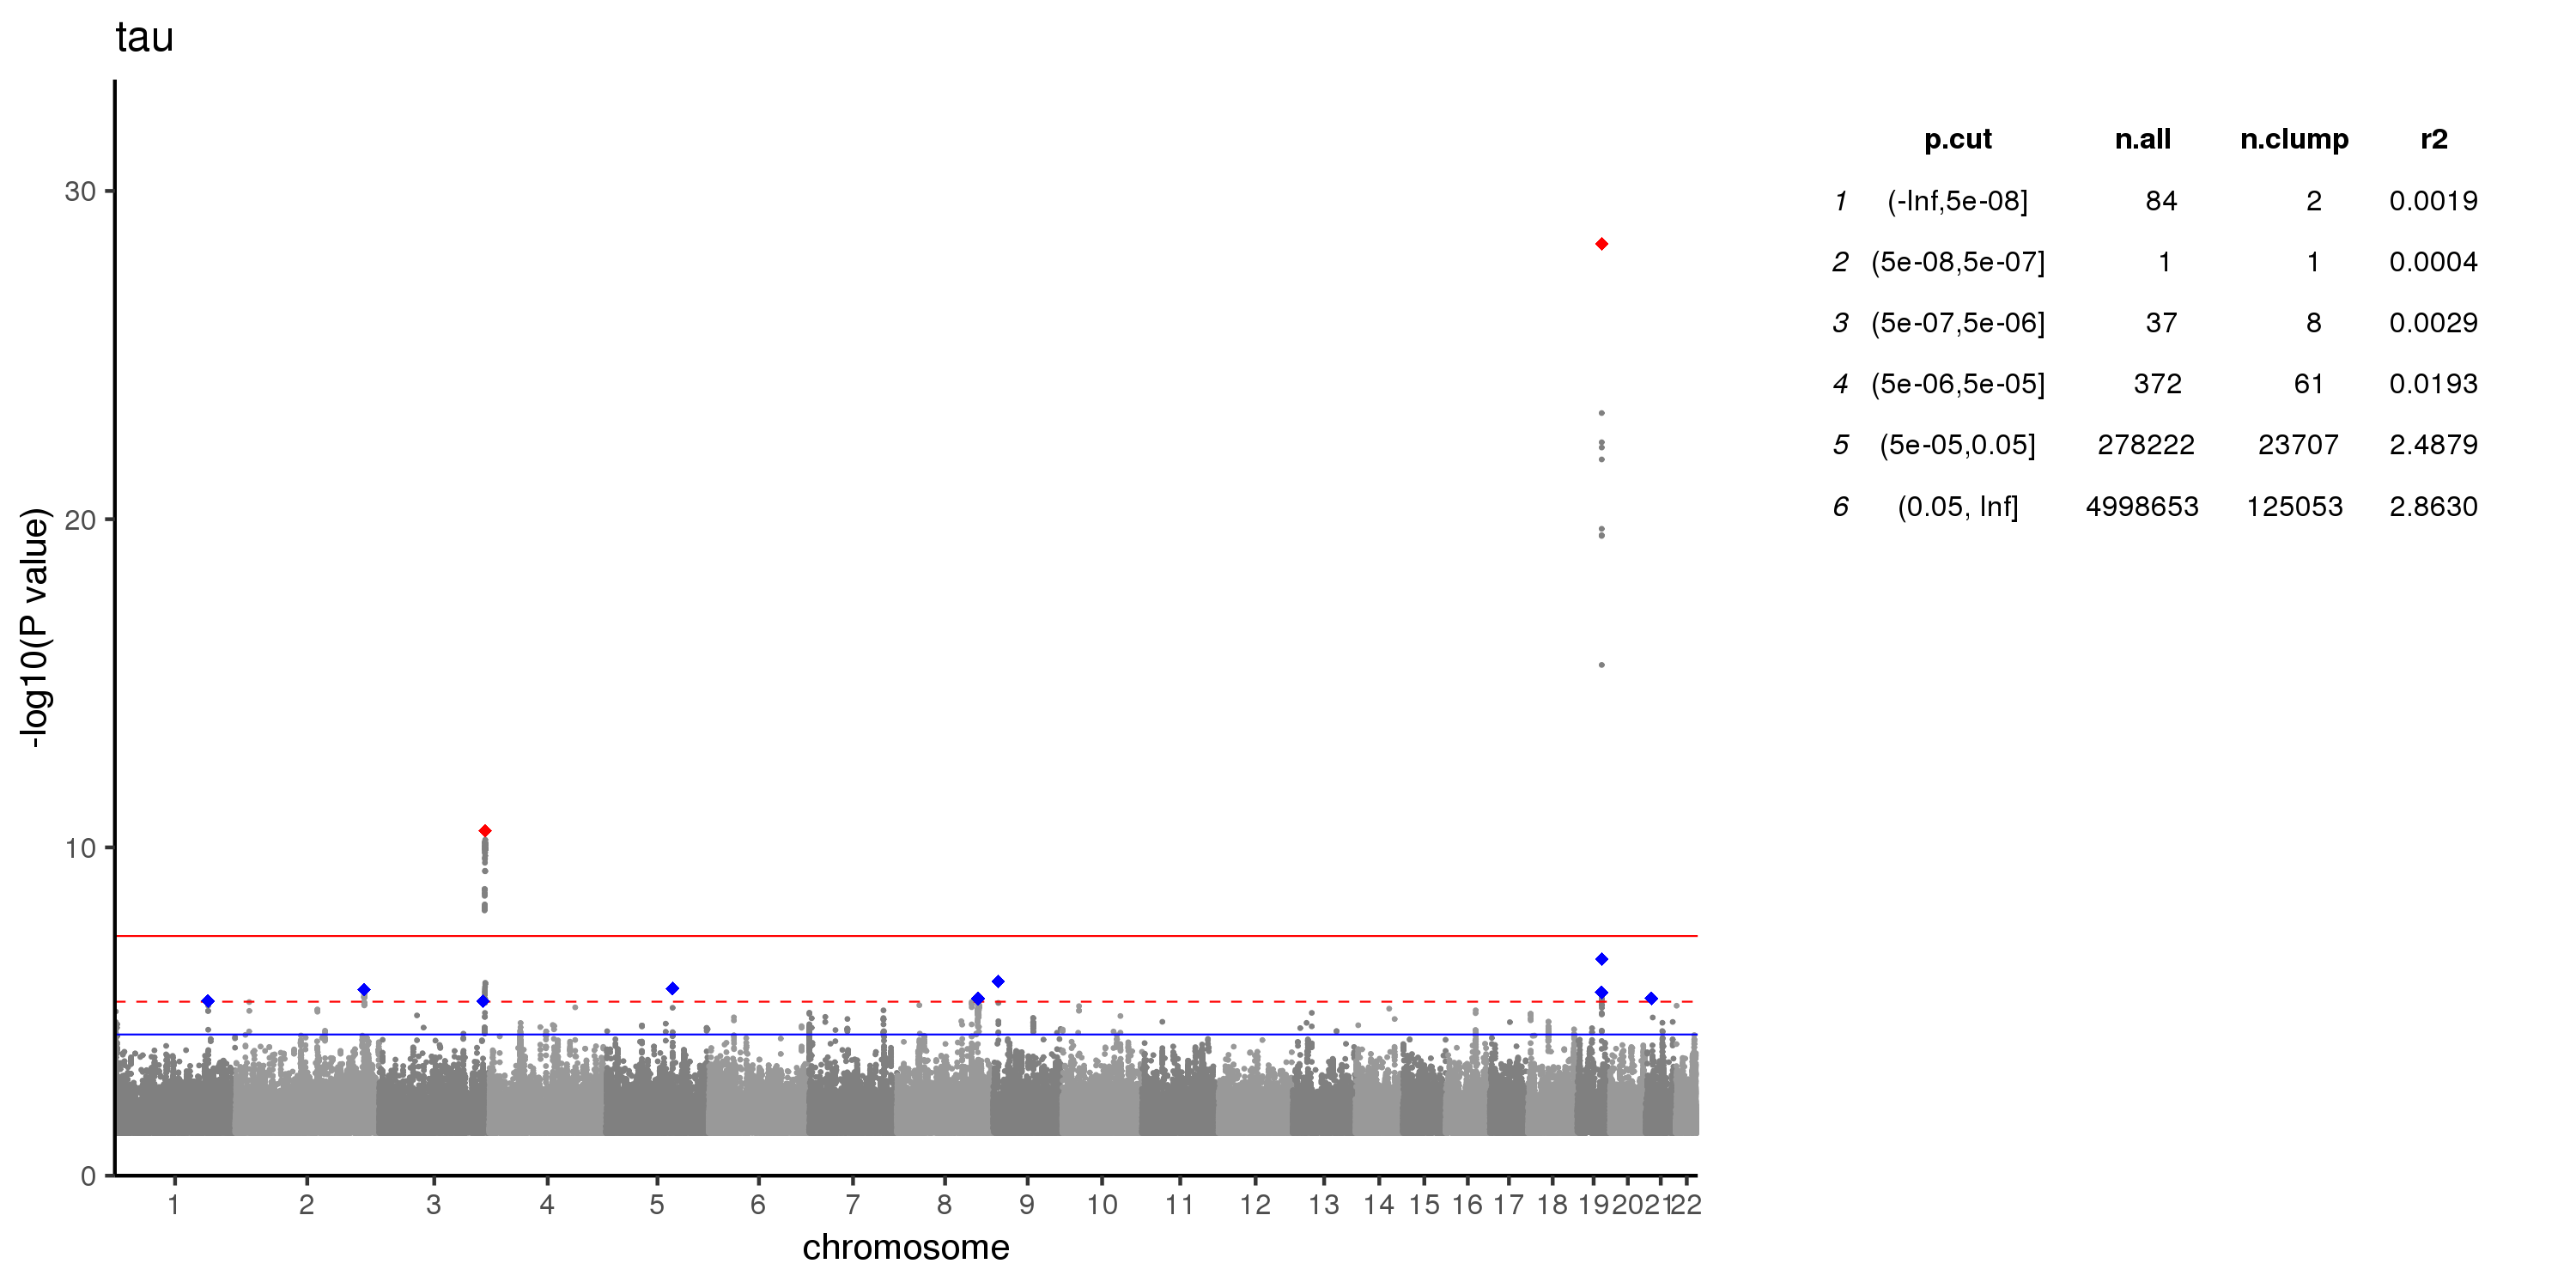 tau
-log10(P value)
30
20
10
0
1 2 3 4 5 6 7 8 9 10 11 12 13 14 15 16 17 18 19 20 21 22
chromosome
p.cut n.all n.clump r2
1 (-Inf,5e-08] 84 2 0.0019
2 (5e-08,5e-07] 1 1 0.0004
3 (5e-07,5e-06] 37 8 0.0029
4 (5e-06,5e-05] 372 61 0.0193
5 (5e-05,0.05] 278222 23707 2.4879
6 (0.05, Inf] 4998653 125053 2.8630